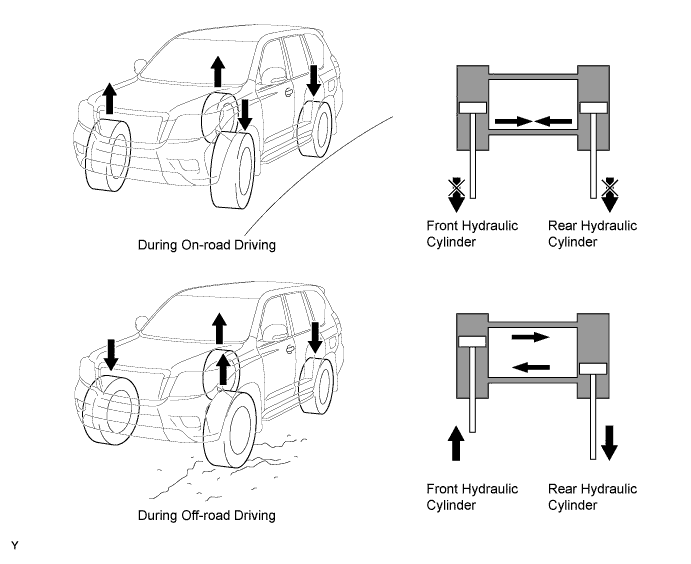 During On-road Driving
Front Hydraulic
Cylinder
Rear Hydraulic
Cylinder
During Off-road Driving
Front Hydraulic
Cylinder
Rear Hydraulic
Cylinder
Y